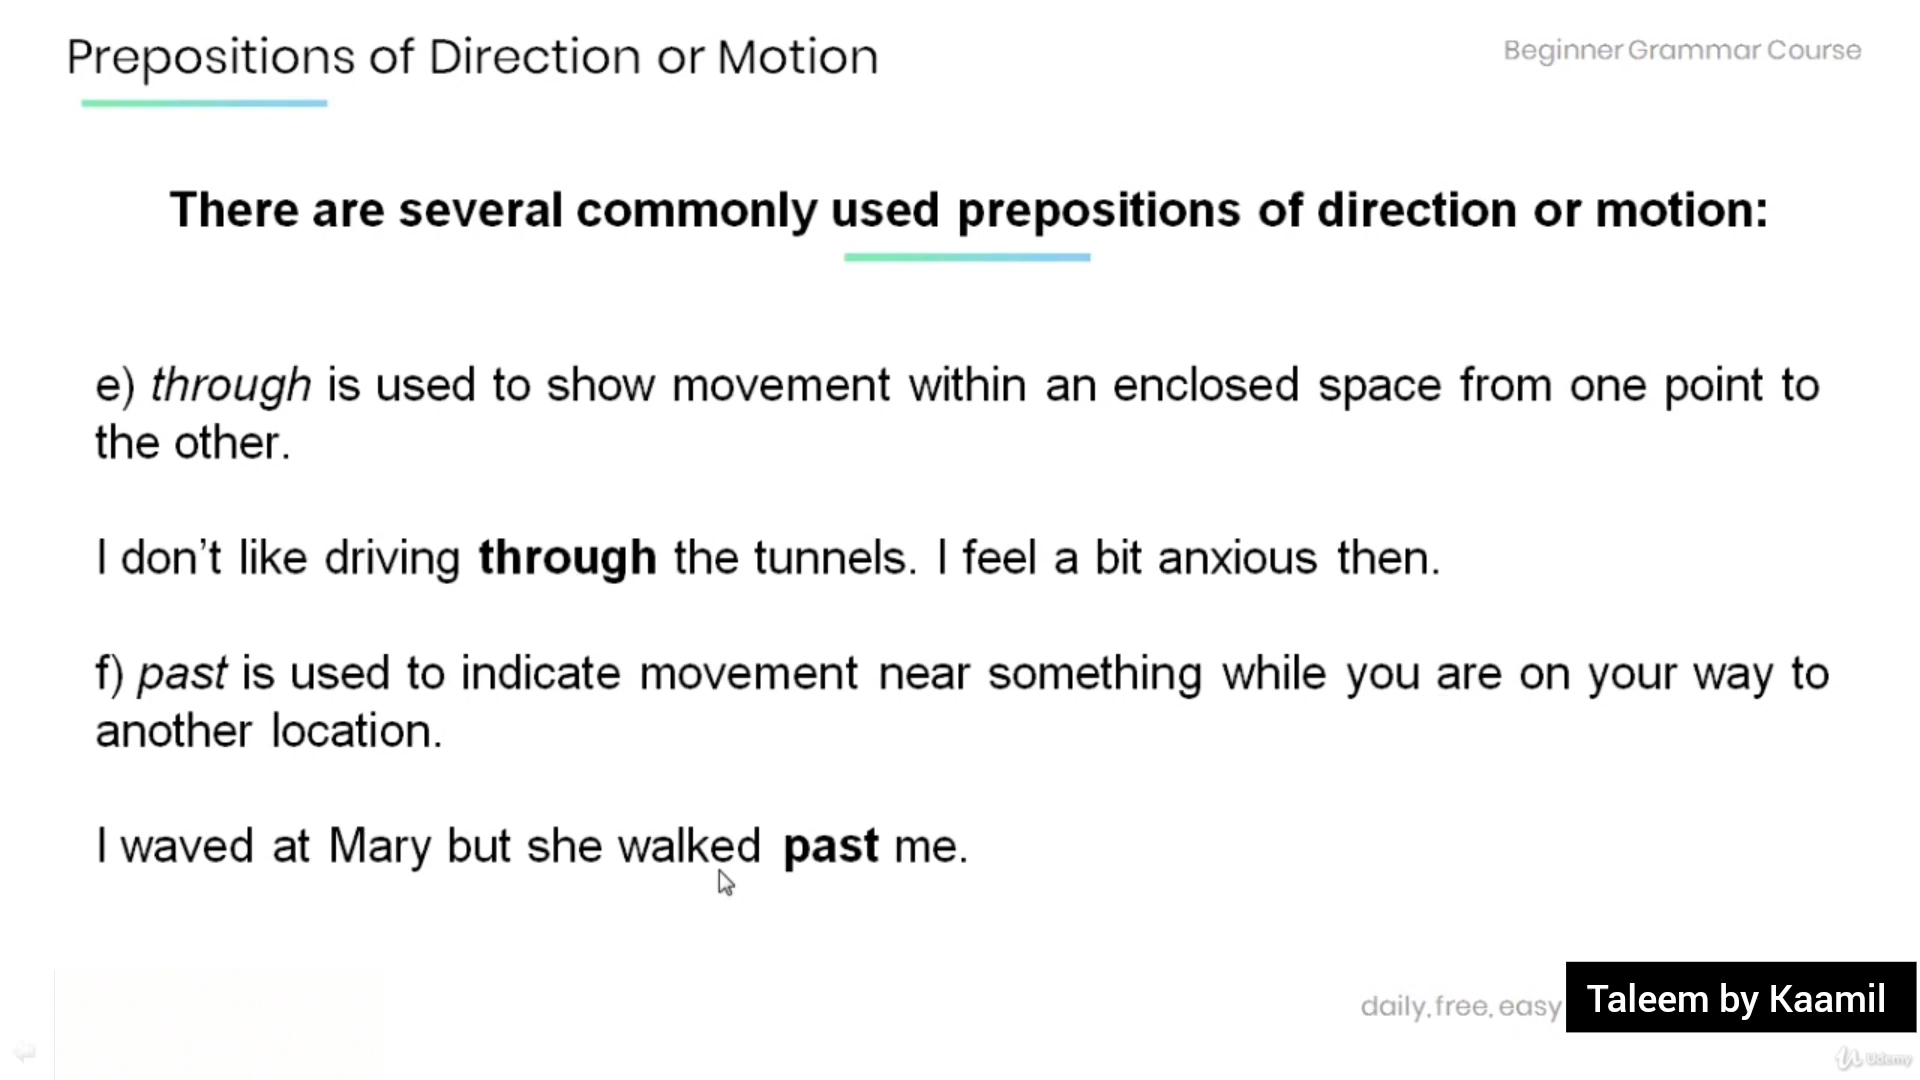 Prepositions of Direction or Motion
Beginner Grammar Course
There are several commonly used prepositions of direction or motion:
e) through is used to show movement within an enclosed space from one point to
the other.
I don’t like driving through the tunnels. I feel a bit anxious then.
f) past is used to indicate movement near something while you are on your way to
another location.
I waved at Mary but she walked past me.
daily, free, easy
Taleem by Kaamil
Udemy